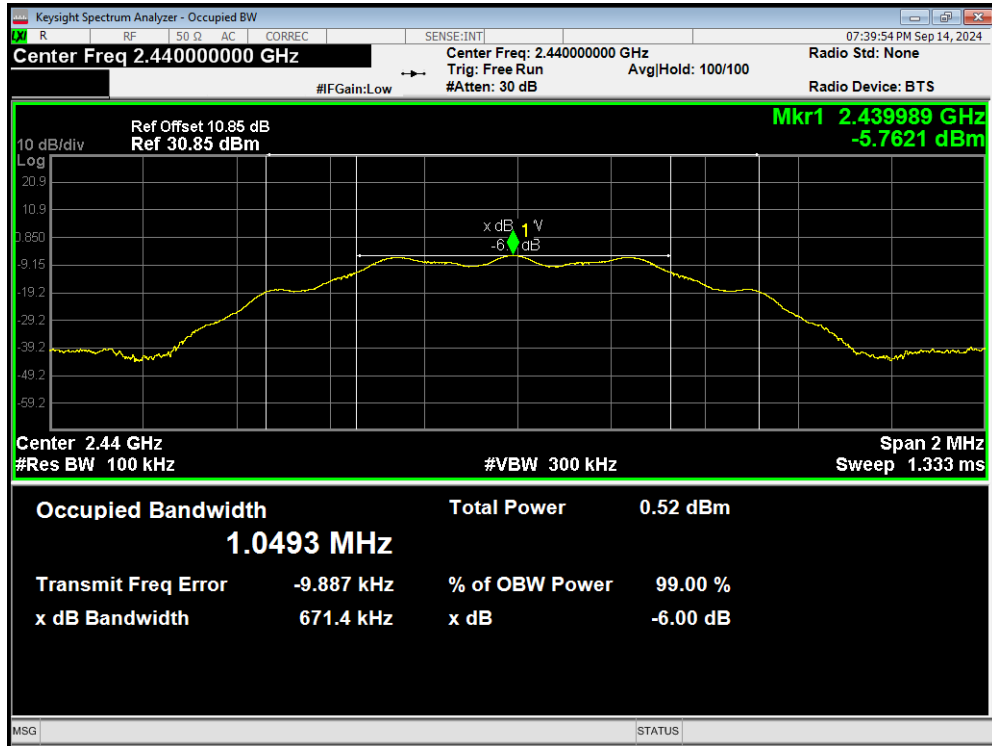 Keysight Spectrum Analyzer - Occupied BW
LXI R RF 50 Ω AC CORREC SENSE:INT 07:39:54 PM Sep 14, 2024
Center Freq 2.440000000 GHz
Center Freq: 2.440000000 GHz
Radio Std: None
Trig: Free Run Avg|Hold: 100/100
#IFGain:Low
#Atten: 30 dB
Radio Device: BTS
Mkr1 2.439989 GHz
-5.7621 dBm
Ref Offset 10.85 dB
10 dB/div Ref 30.85 dBm
Log
20.9
10.9
0.850
-9.15
-19.2
-29.2
-39.2
-49.2
-59.2
x dB 1
dB
Center 2.44 GHz Span 2 MHz
#Res BW 100 kHz #VBW 300 kHz Sweep 1.333 ms
Occupied Bandwidth
1.0493 MHz
Total Power 0.52 dBm
Transmit Freq Error -9.887 kHz % of OBW Power 99.00 %
x dB Bandwidth 671.4 kHz x dB -6.00 dB
MSG STATUS